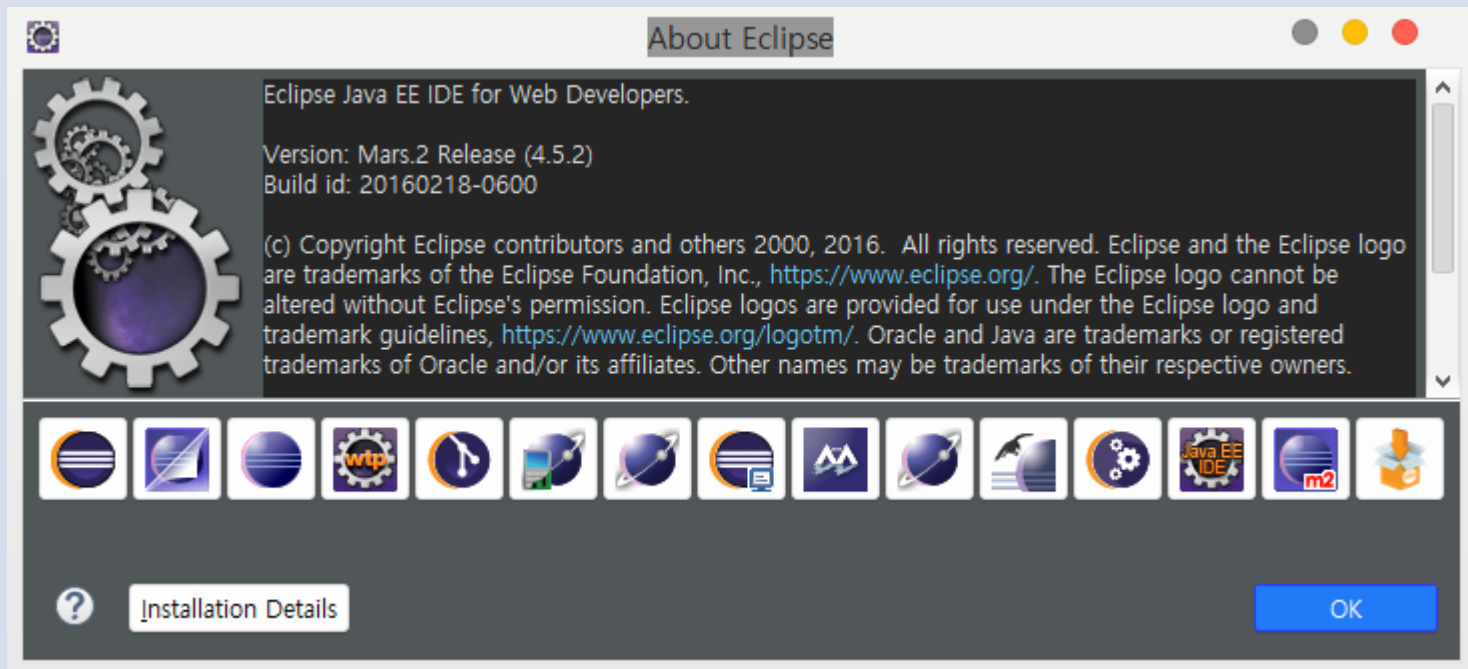 About Eclipse
Eclipse Java EE IDE for Web Developers.
Version: Mars.2 Release (4.5.2)
Build id: 20160218-0600
(c) Copyright Eclipse contributors and others 2000, 2016.  All rights reserved. Eclipse and the Eclipse logo
are trademarks of the Eclipse Foundation, Inc., https://www.eclipse.org/. The Eclipse logo cannot be
altered without Eclipse's permission. Eclipse logos are provided for use under the Eclipse logo and
trademark guidelines, https://www.eclipse.org/logotm/. Oracle and Java are trademarks or registered
trademarks of Oracle and/or its affiliates. Other names may be trademarks of their respective owners.
wtp
Java EE
IDE
m2
?
Installation Details
OK